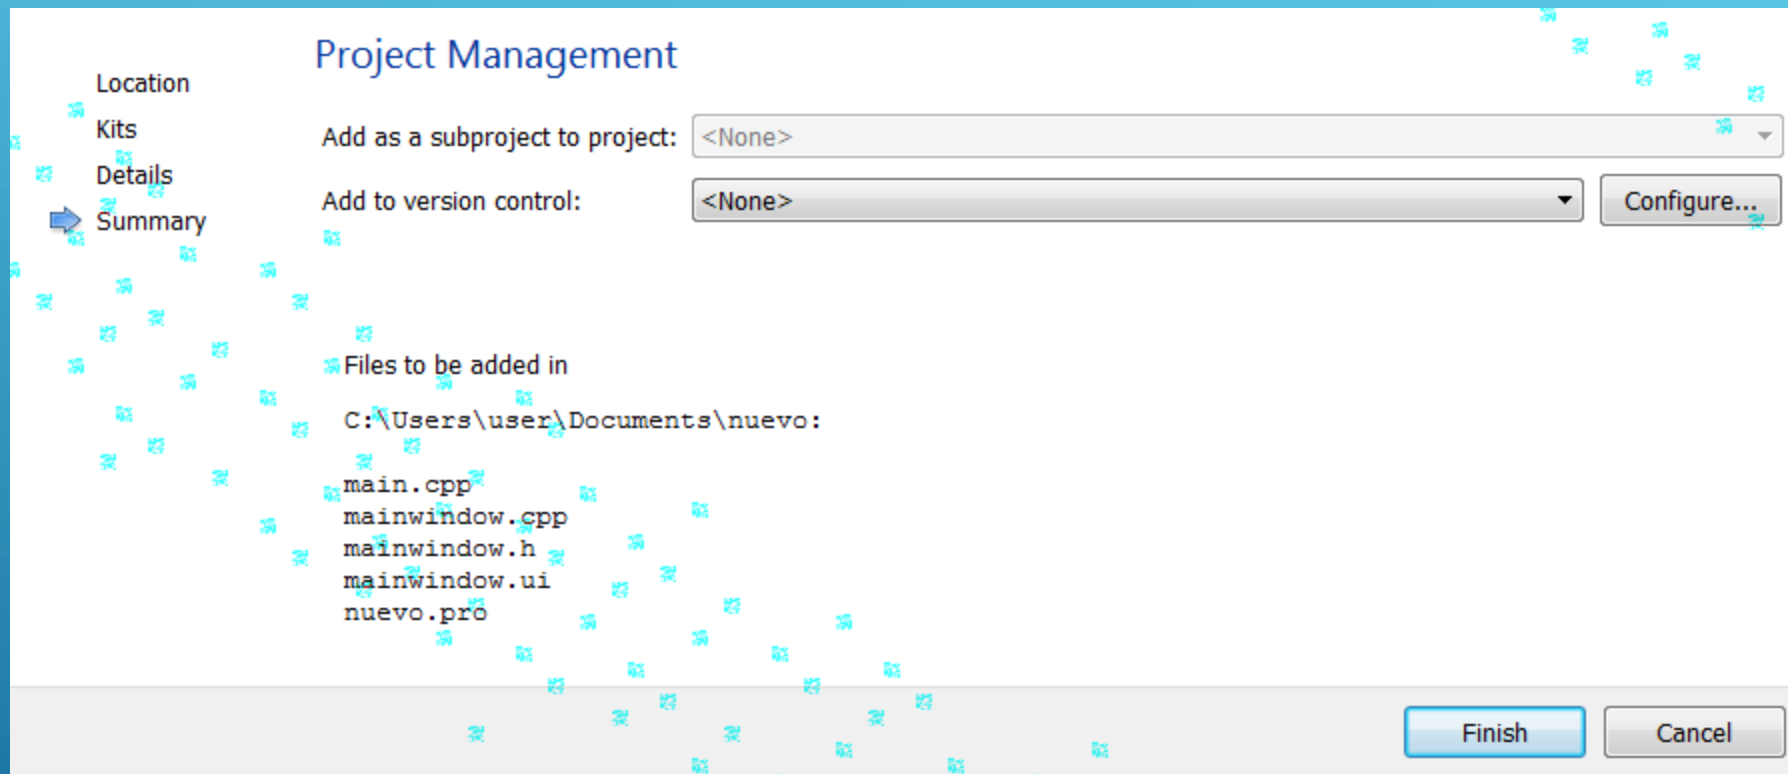 Project Management
Location
Kits
Details
Summary
Add as a subproject to project: <None>
Add to version control: <None> Configure...
Files to be added in
C:\Users\user\Documents\nuevo:
main.cpp
mainwindow.cpp
mainwindow.h
mainwindow.ui
nuevo.pro
Finish Cancel